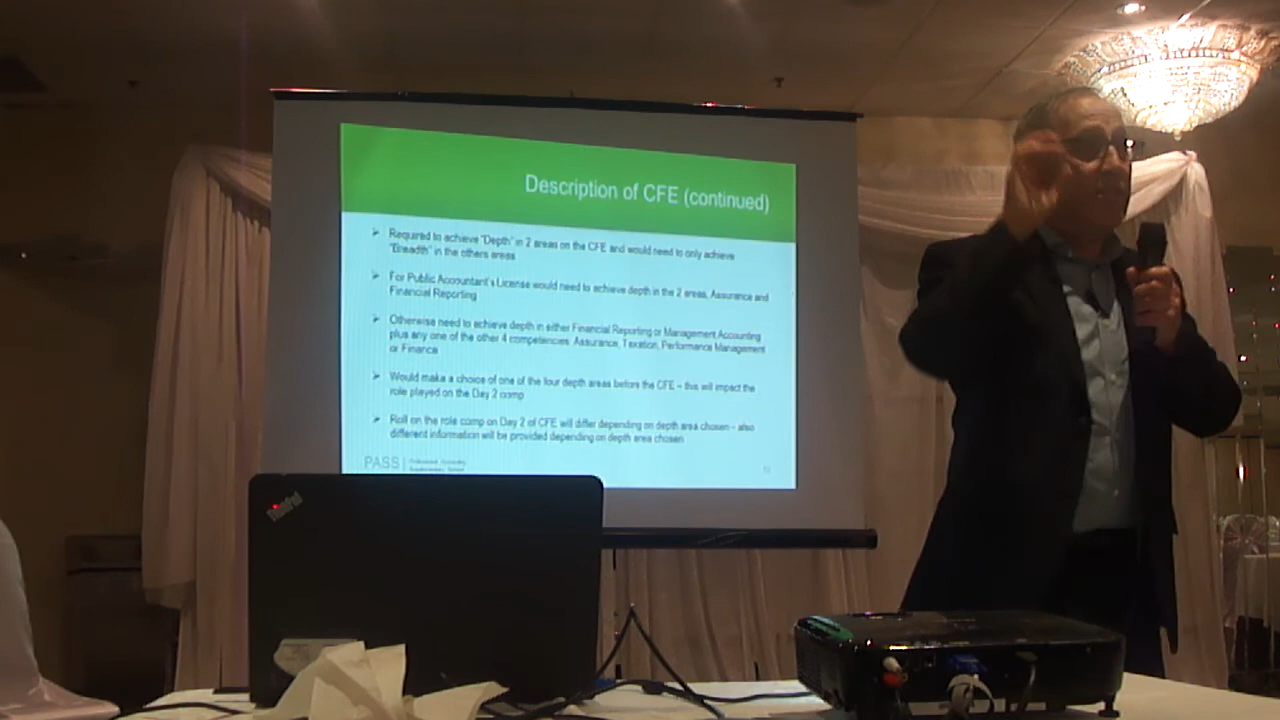 Description of CFE (continued)
➤ Required to achieve "Depth" in 2 areas on the CFE and would need to only achieve
"Breadth" in the others areas
➤ For Public Accountant's License would need to achieve depth in the 2 areas, Assurance and
Financial Reporting
➤ Otherwise need to achieve depth in either Financial Reporting or Management Accounting
plus any one of the other 4 competencies: Assurance, Taxation, Performance Management
or Finance
➤ Would make a choice of one of the four depth areas before the CFE – this will impact the
role played on the Day 2 comp
➤ Roll on the role comp on Day 2 of CFE will differ depending on depth area chosen – also
different information will be provided depending on depth area chosen
PASS | Professional Accounting
Supplementary School
ThinkPad